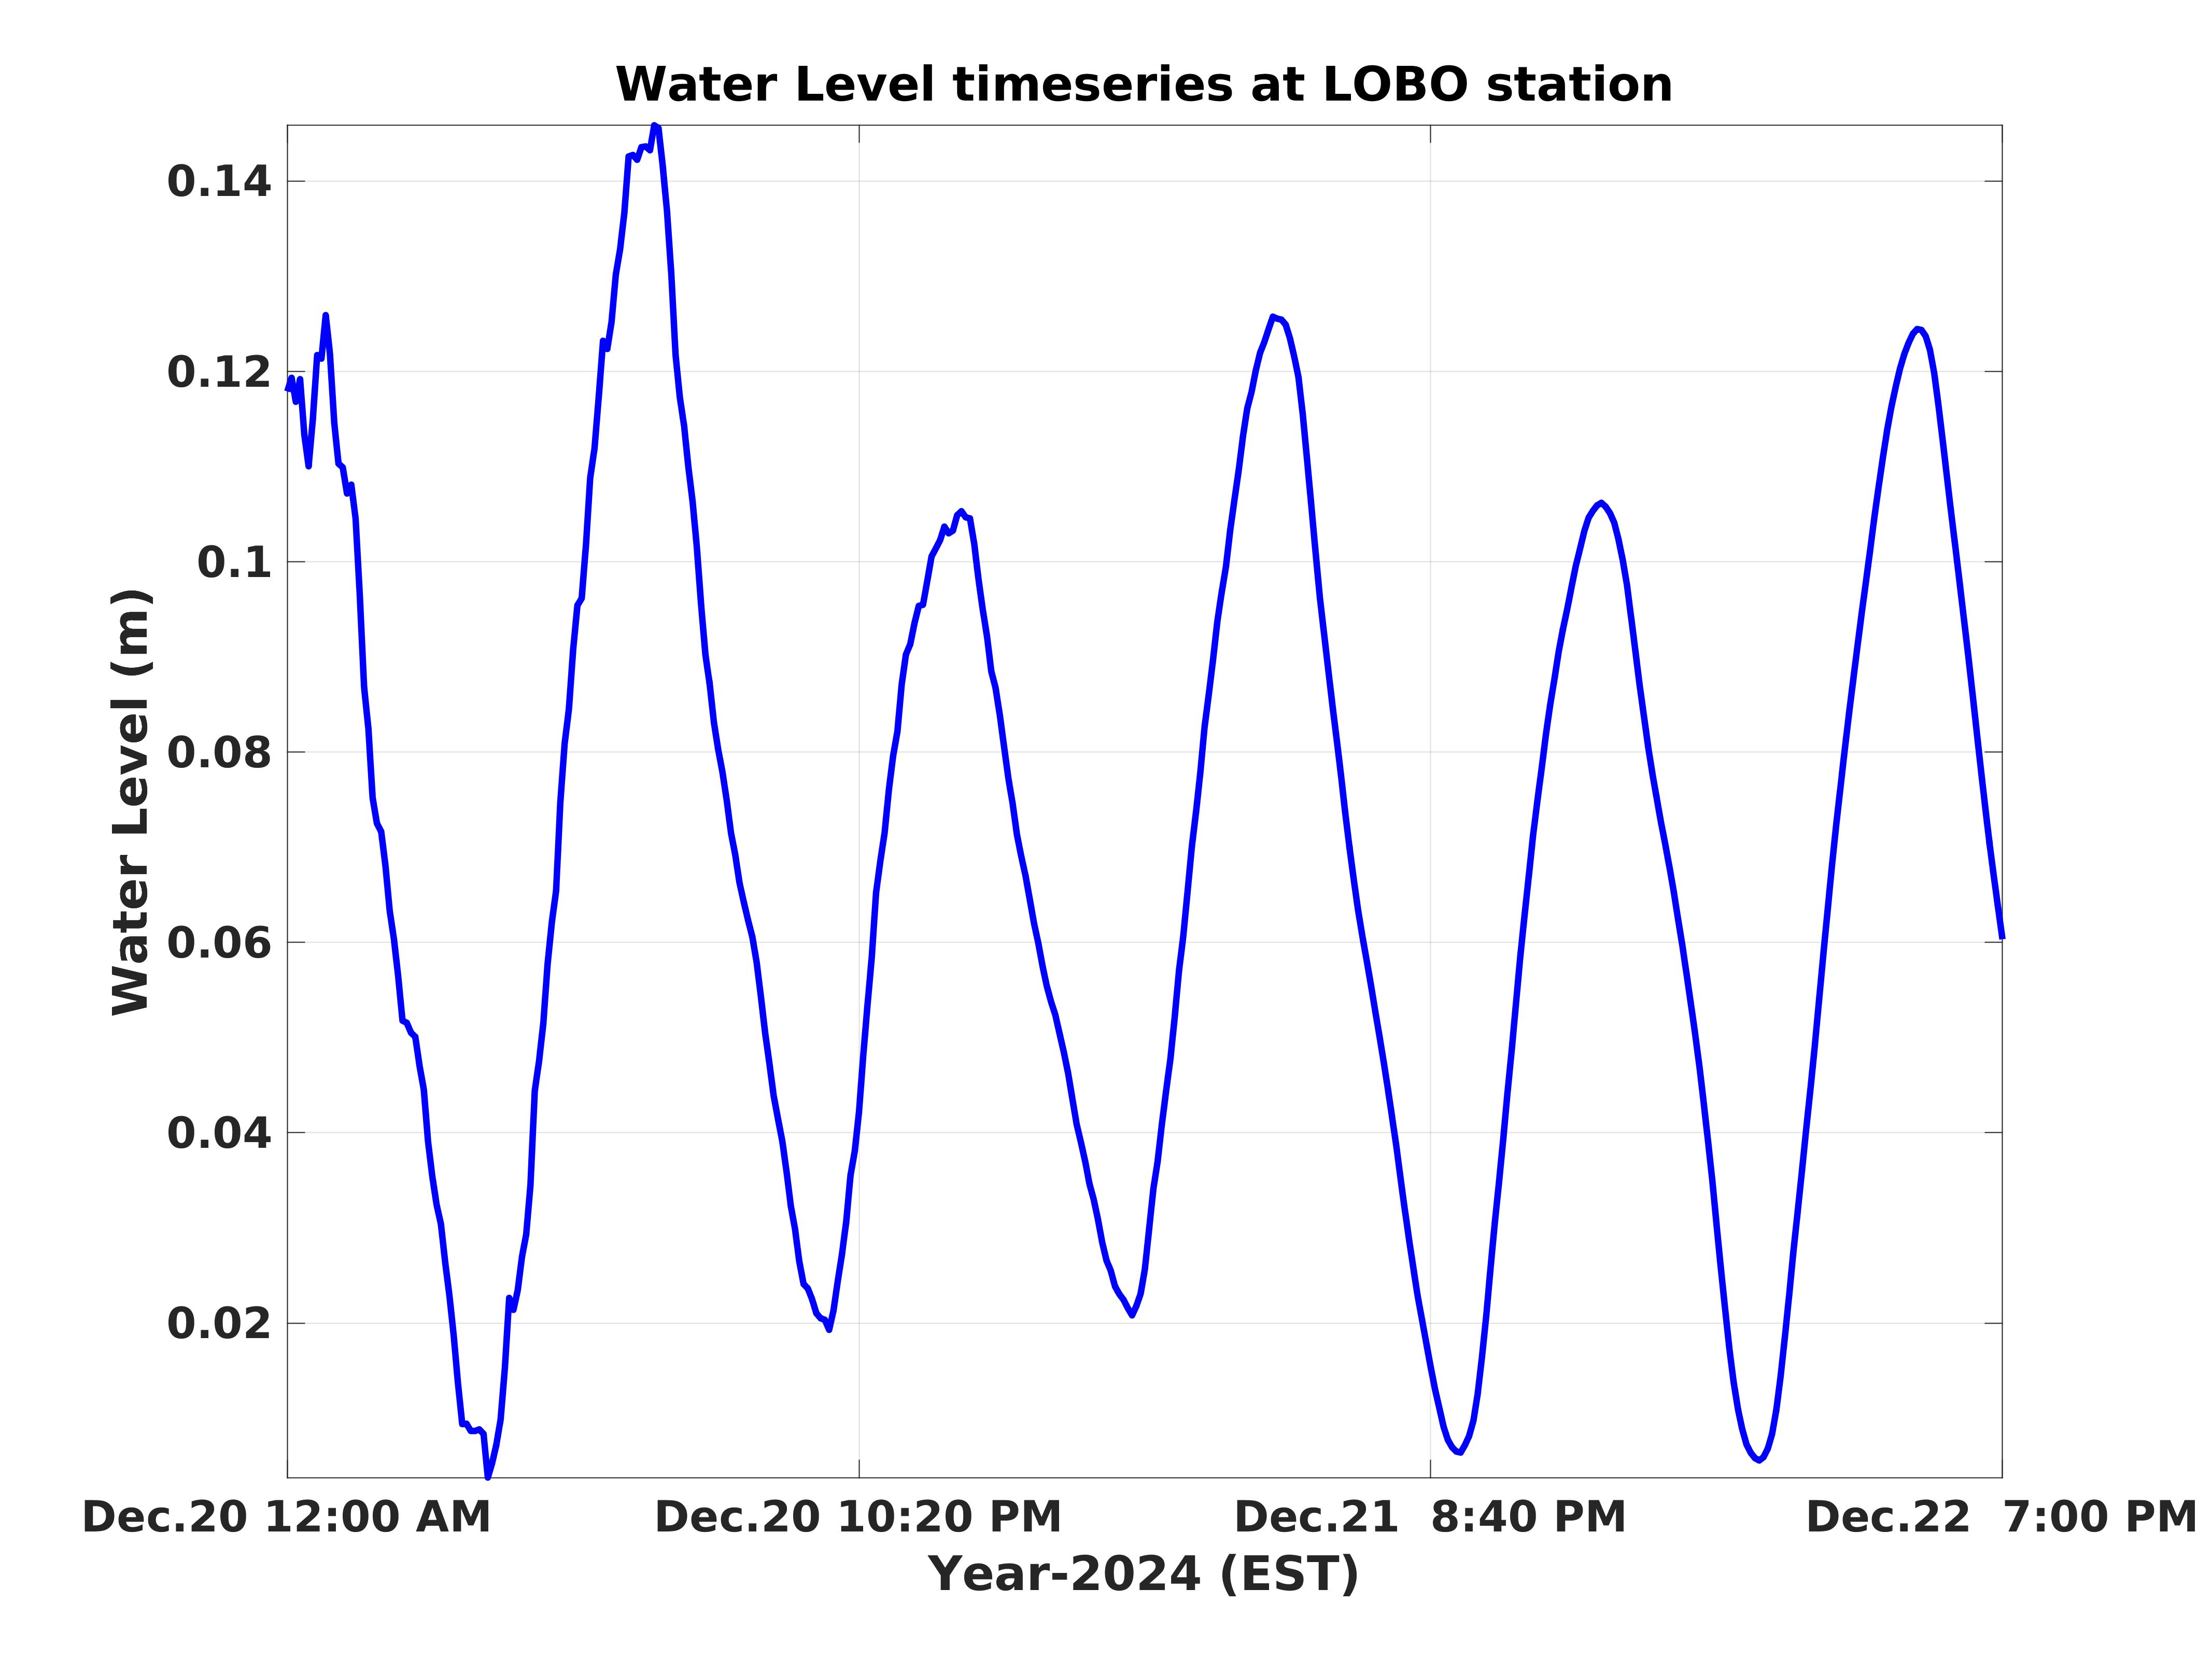 Water Level timeseries at LOBO station
0.14
0.12
0.1
0.08
0.06
0.04
0.02
Water Level (m)
Dec.20 12:00 AM
Dec.20 10:20 PM
Dec.21  8:40 PM
Dec.22  7:00 PM
Year-2024 (EST)